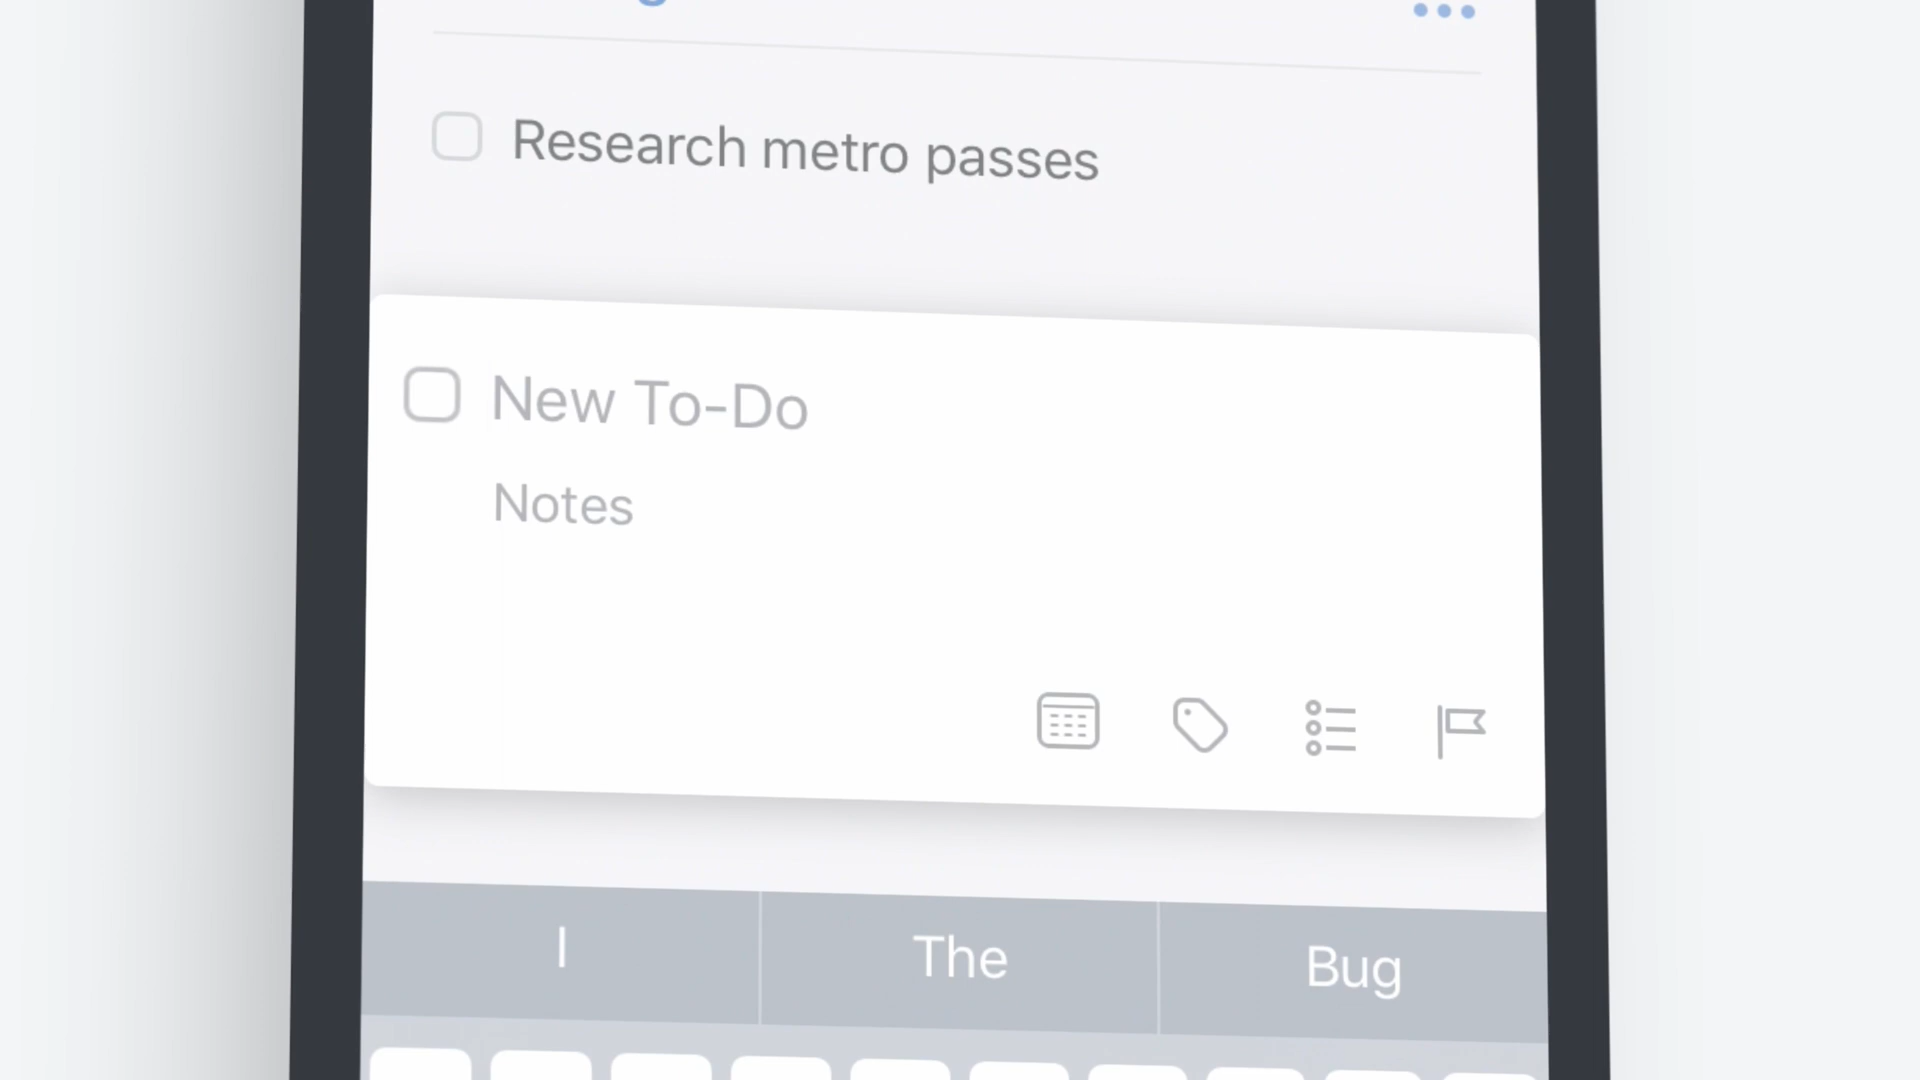 Research metro passes
New To-Do
Notes
I
The
Bug